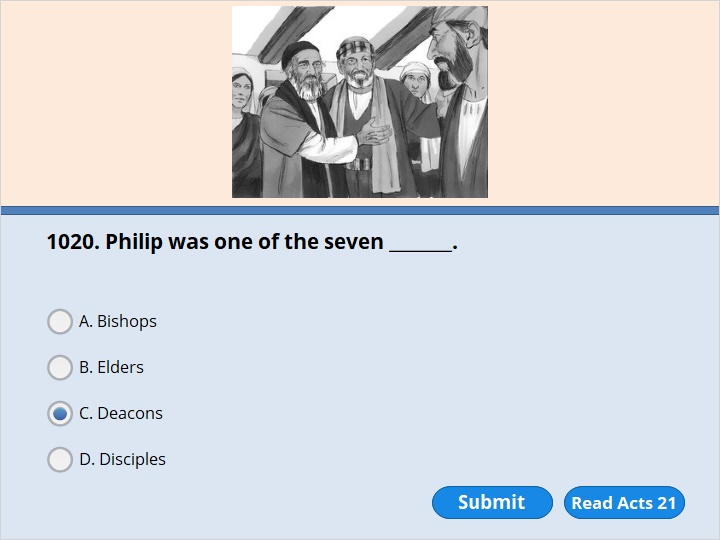 1020. Philip was one of the seven _______.
A. Bishops
B. Elders
C. Deacons
D. Disciples
Submit
Read Acts 21